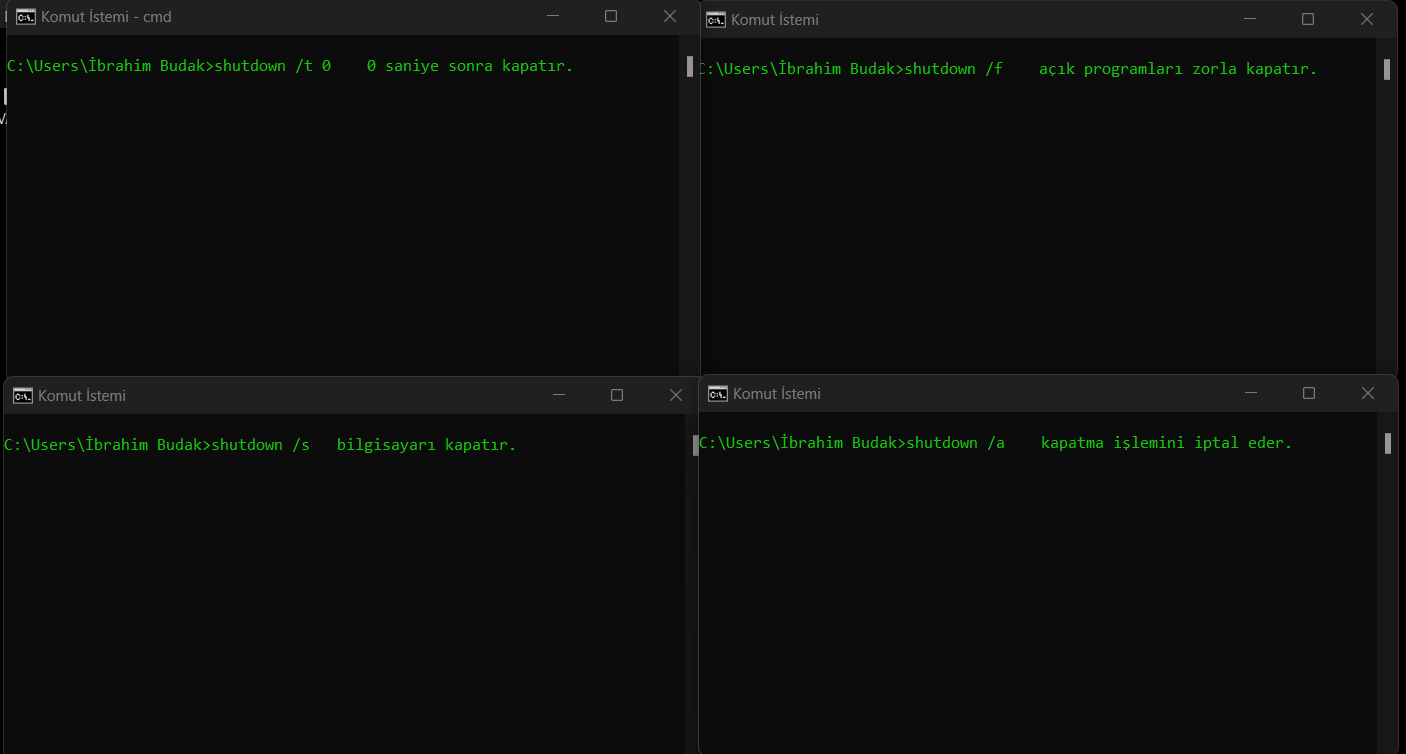 Komut İstemi - cmd
C:\Users\İbrahim Budak>shutdown /t 0    0 saniye sonra kapatır.
Komut İstemi
:\Users\İbrahim Budak>shutdown /f    açık programları zorla kapatır.
Komut İstemi
C:\Users\İbrahim Budak>shutdown /s   bilgisayarı kapatır.
Komut İstemi
C:\Users\İbrahim Budak>shutdown /a    kapatma işlemini iptal eder.